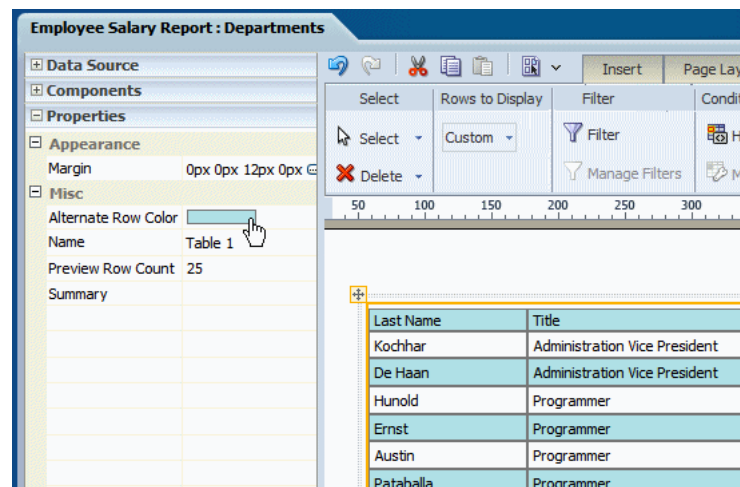 Employee Salary Report : Departments
Data Source
Components
Properties
Appearance
Margin 0px 0px 12px 0px
Misc
Alternate Row Color
Name Table 1
Preview Row Count 25
Summary
Insert Page Lay
Select Rows to Display Filter Condit
Select Custom Filter H
Delete Manage Filters M
50 100 150 200 250 300
Last Name Title
Kochhar Administration Vice President
De Haan Administration Vice President
Hunold Programmer
Ernst Programmer
Austin Programmer
Pataballa Programmer